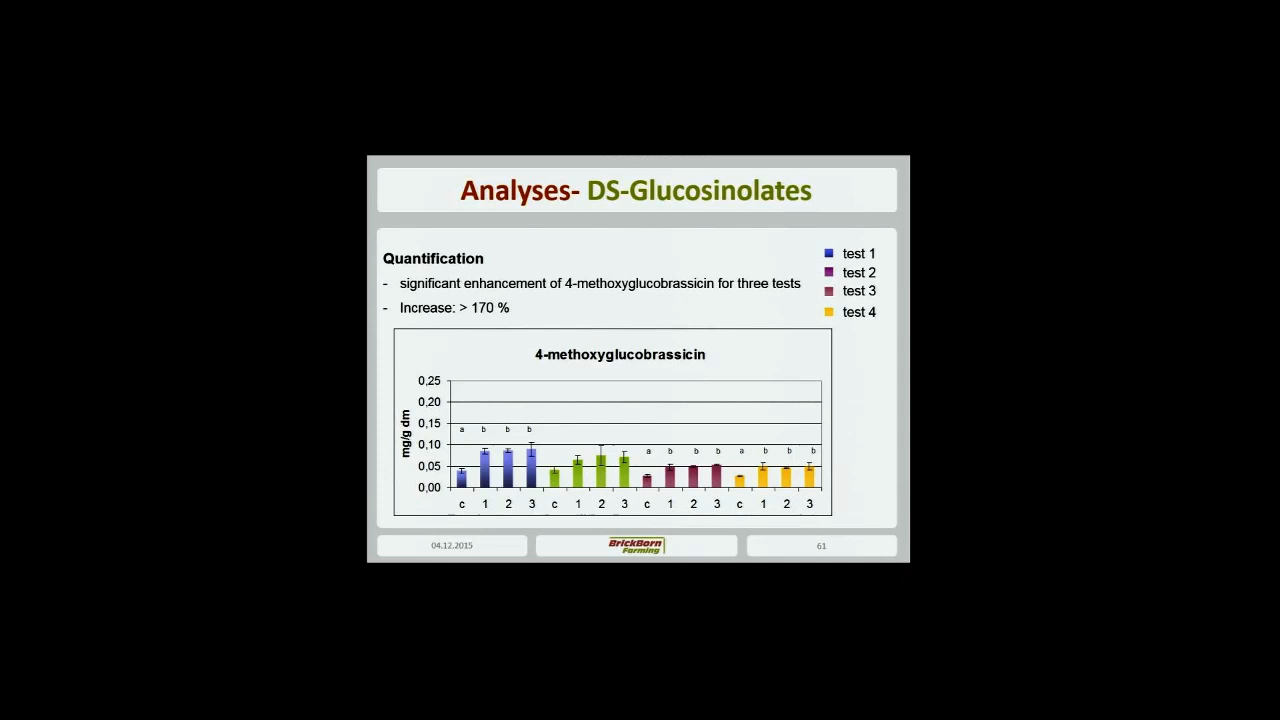 Analyses- DS-Glucosinolates
Quantification
- significant enhancement of 4-methoxyglucobrassicin for three tests
- Increase: > 170 %
test 1
test 2
test 3
test 4
4-methoxyglucobrassicin
mg/g dm
0,25
0,20
0,15
0,10
0,05
0,00
a b b b
a b b b
a b b b
c 1 2 3 c 1 2 3 c 1 2 3 c 1 2 3
04.12.2015
BrickBorn
Farming
61